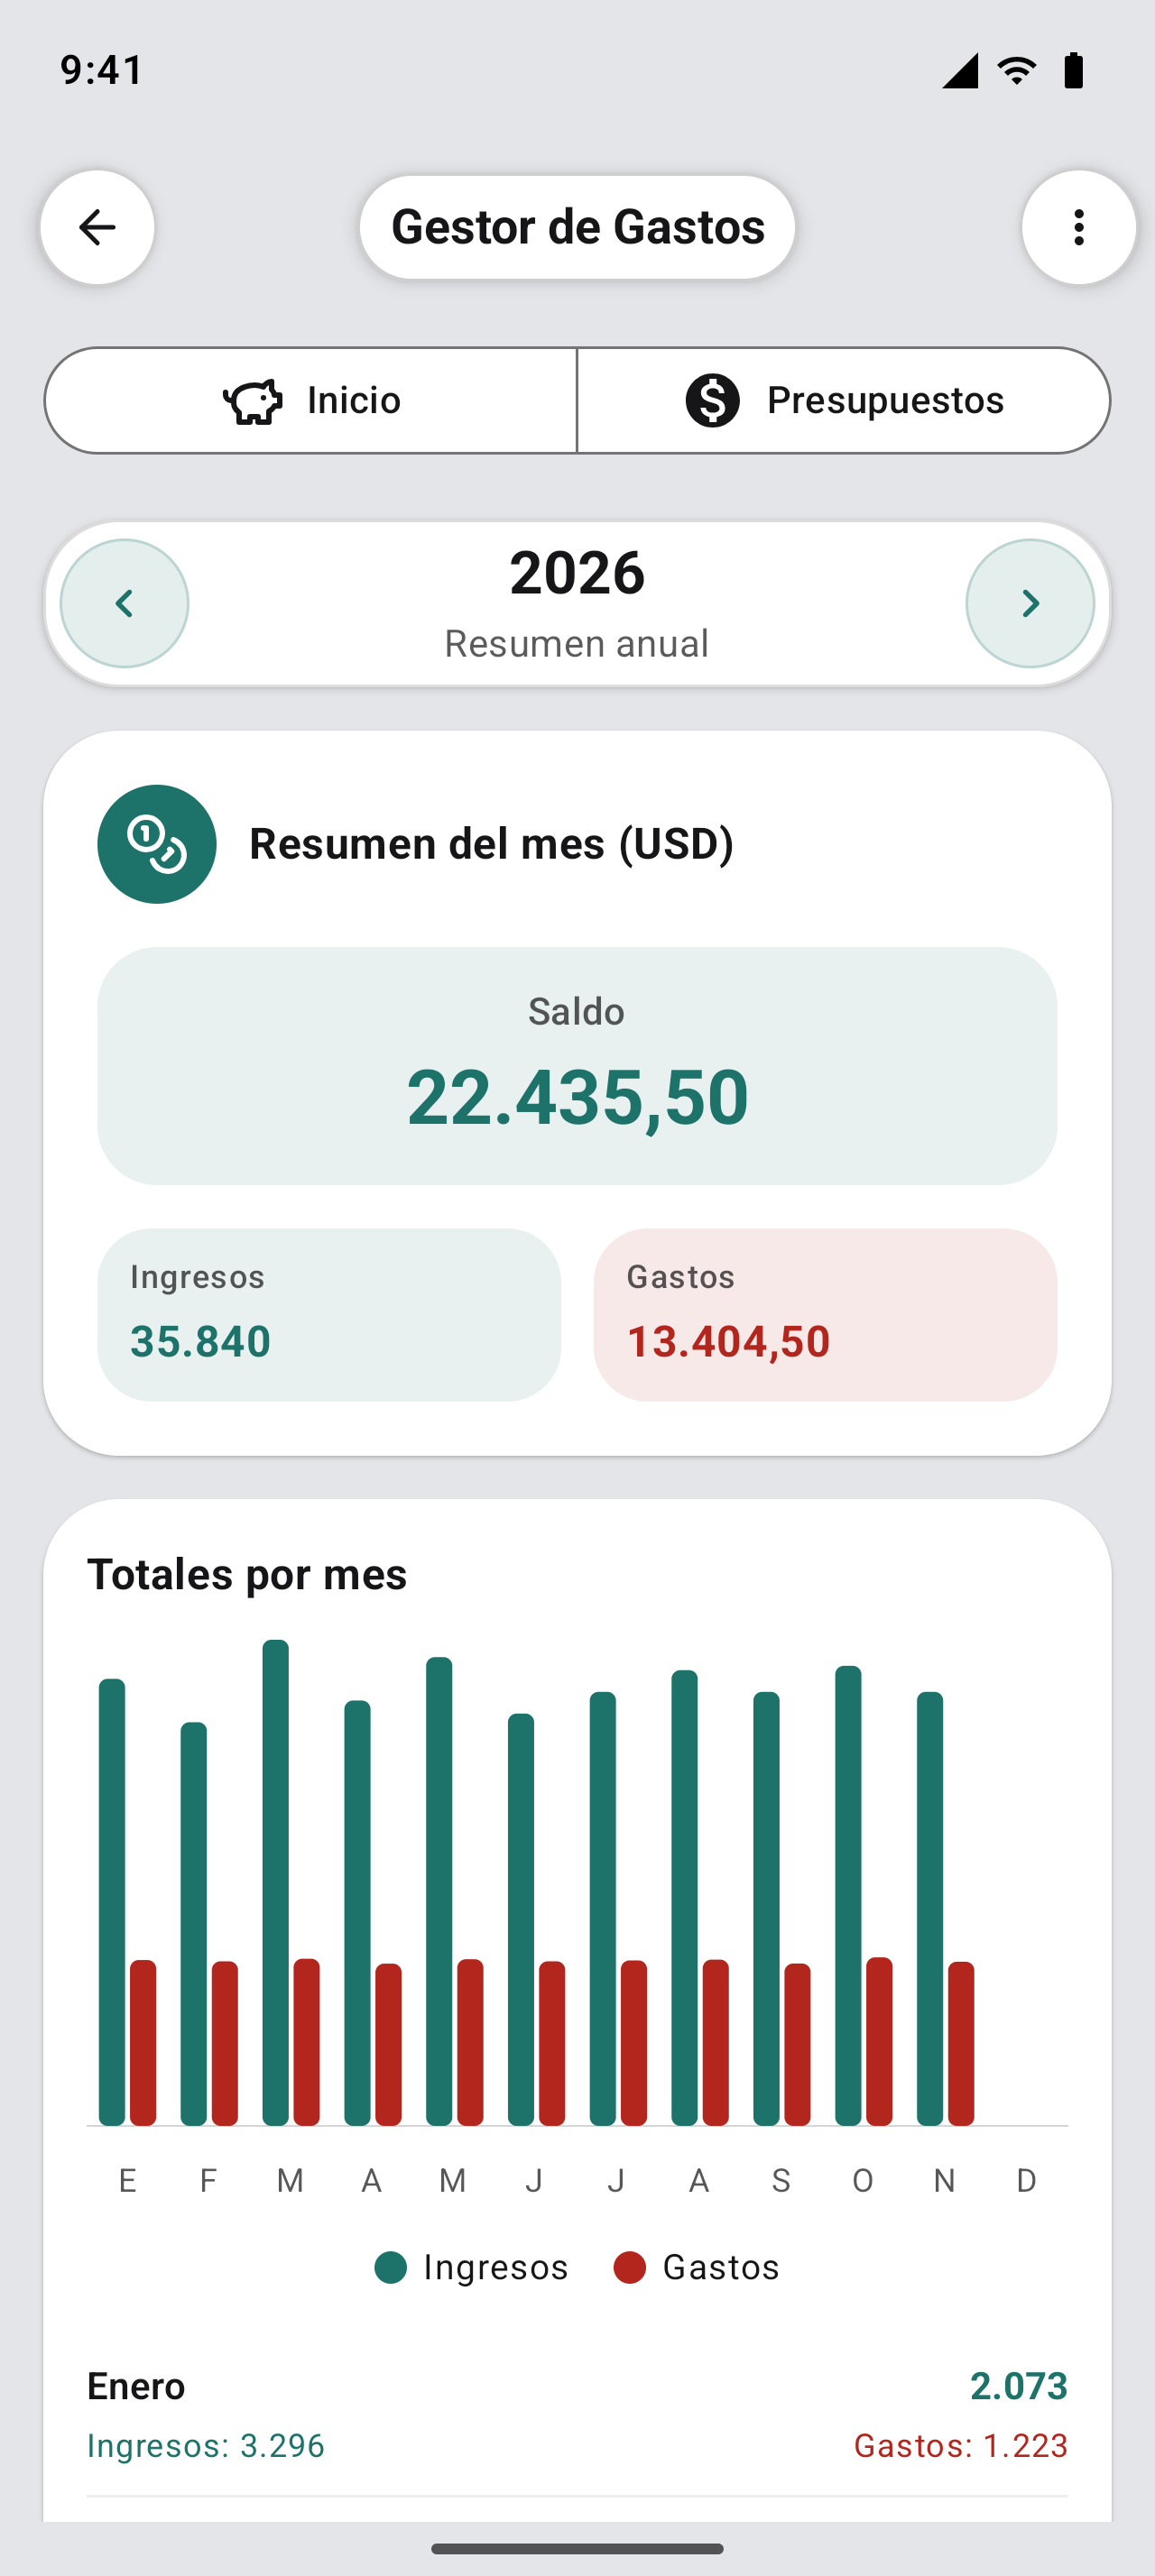 9:41
Gestor de Gastos
Inicio
Presupuestos
2026
Resumen anual
Resumen del mes (USD)
Saldo
22.435,50
Ingresos
Gastos
35.840
13.404,50
Totales por mes
E F M A M J J A S O N D
Ingresos
Gastos
Enero
2.073
Ingresos: 3.296
Gastos: 1.223